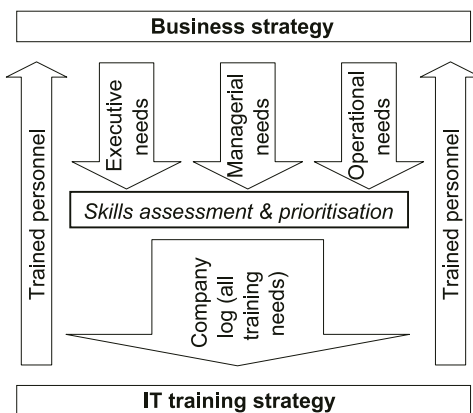 Business strategy
Trained personnel
Executive
needs
Managerial
needs
Operational
needs
Trained personnel
Skills assessment & prioritisation
Company
log (all
training
needs)
IT training strategy